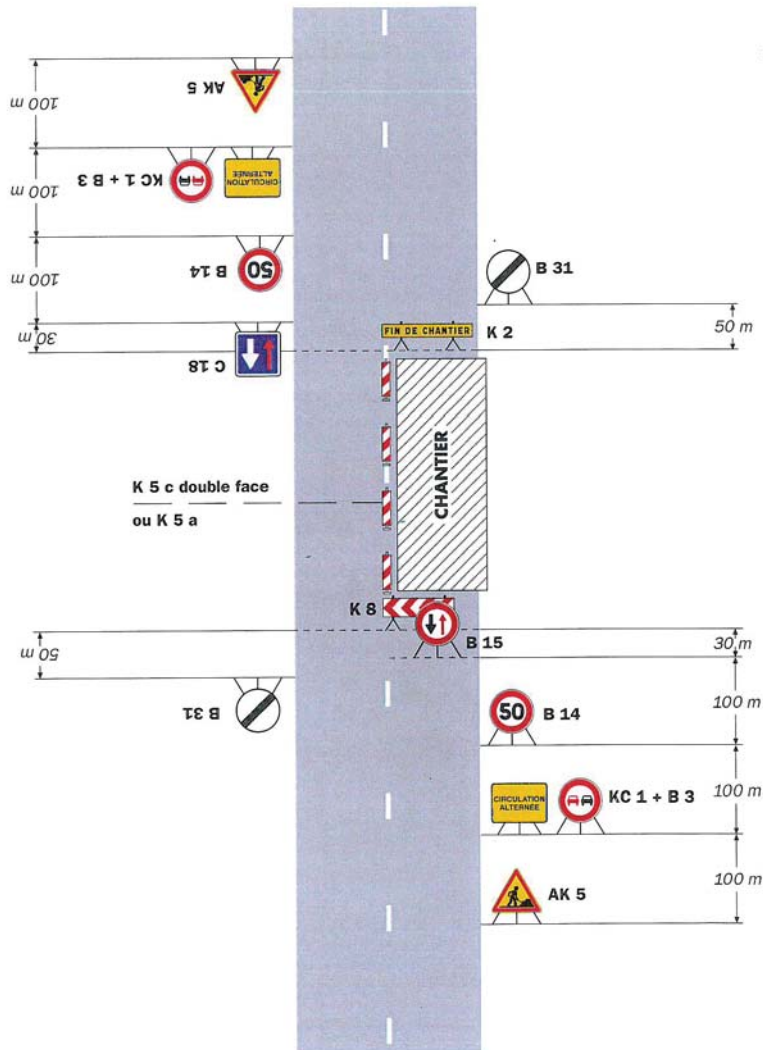 AK 5
100 m
KC 1 + B 3
CIRCULATION
ALTERNÉE
100 m
B 14
50
100 m
B 31
FIN DE CHANTIER
K 2
50 m
30 m
C 18
CHANTIER
K 5 c double face
ou K 5 a
K 8
B 15
30 m
50 m
B 31
50
B 14
100 m
CIRCULATION
ALTERNÉE
KC 1 + B 3
100 m
AK 5
100 m